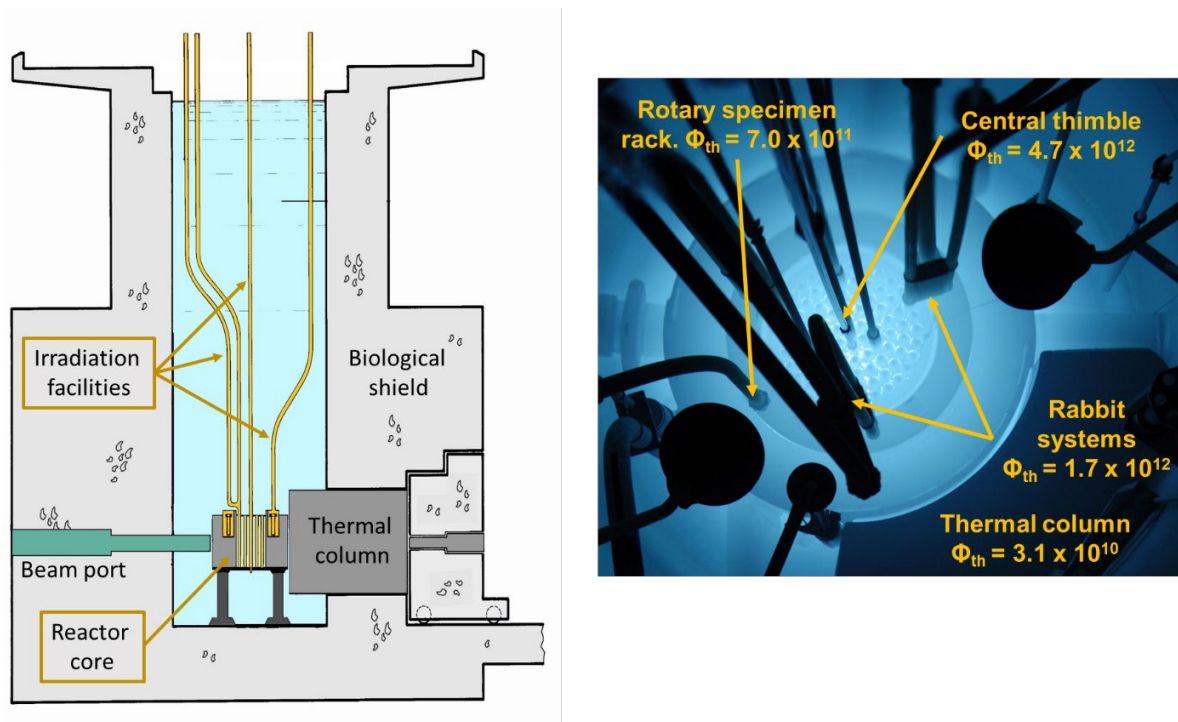 Irradiation
facilities
Biological
shield
Thermal
column
Beam port
Reactor
core
Rotary specimen
rack. Φth = 7.0 x 10¹¹
Central thimble
Φth = 4.7 x 10¹²
Rabbit
systems
Φth = 1.7 x 10¹²
Thermal column
Φth = 3.1 x 10¹⁰